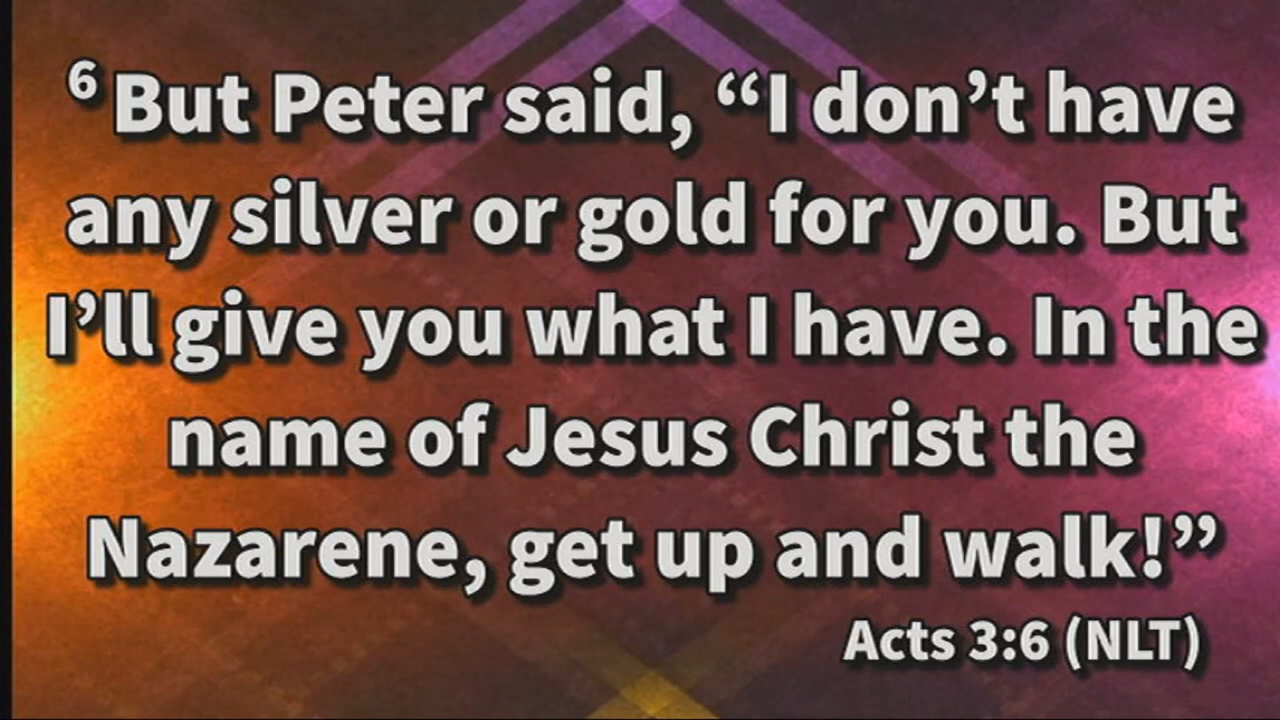 6 But Peter said, “I don’t have
any silver or gold for you. But
I’ll give you what I have. In the
name of Jesus Christ the
Nazarene, get up and walk!”
Acts 3:6 (NLT)